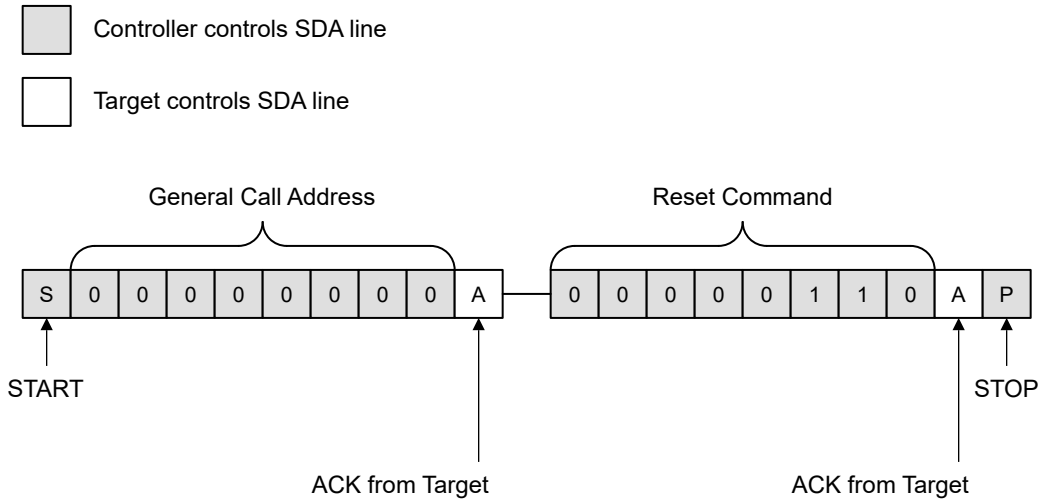 Controller controls SDA line
Target controls SDA line
General Call Address
Reset Command
S 0 0 0 0 0 0 0 0 A 0 0 0 0 0 1 1 0 A P
START
STOP
ACK from Target
ACK from Target